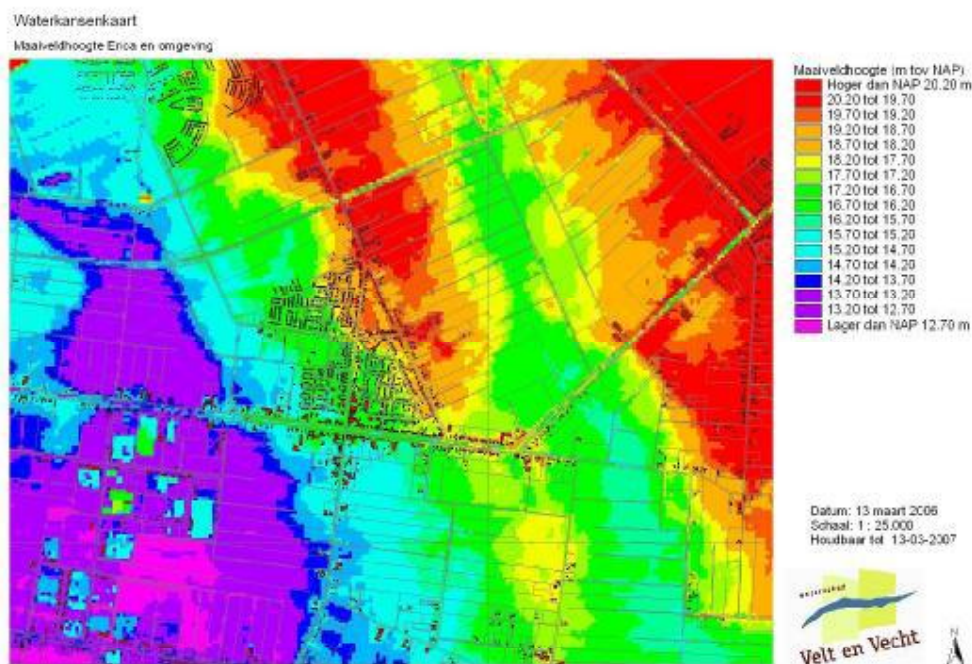 Waterkansenkaart
Maaiveldhoogte Erica en omgeving
Maaiveldhoogte (m tov NAP)
Hoger dan NAP 20.20 m
20.20 tot 19.70
19.70 tot 19.20
19.20 tot 18.70
18.70 tot 18.20
18.20 tot 17.70
17.70 tot 17.20
17.20 tot 16.70
16.70 tot 16.20
16.20 tot 15.70
15.70 tot 15.20
15.20 tot 14.70
14.70 tot 14.20
14.20 tot 13.70
13.70 tot 13.20
13.20 tot 12.70
Lager dan NAP 12.70 m
Datum: 13 maart 2006
Schaal: 1 : 25.000
Houdbaar tot 13-03-2007
waterschap
Velt en Vecht
N